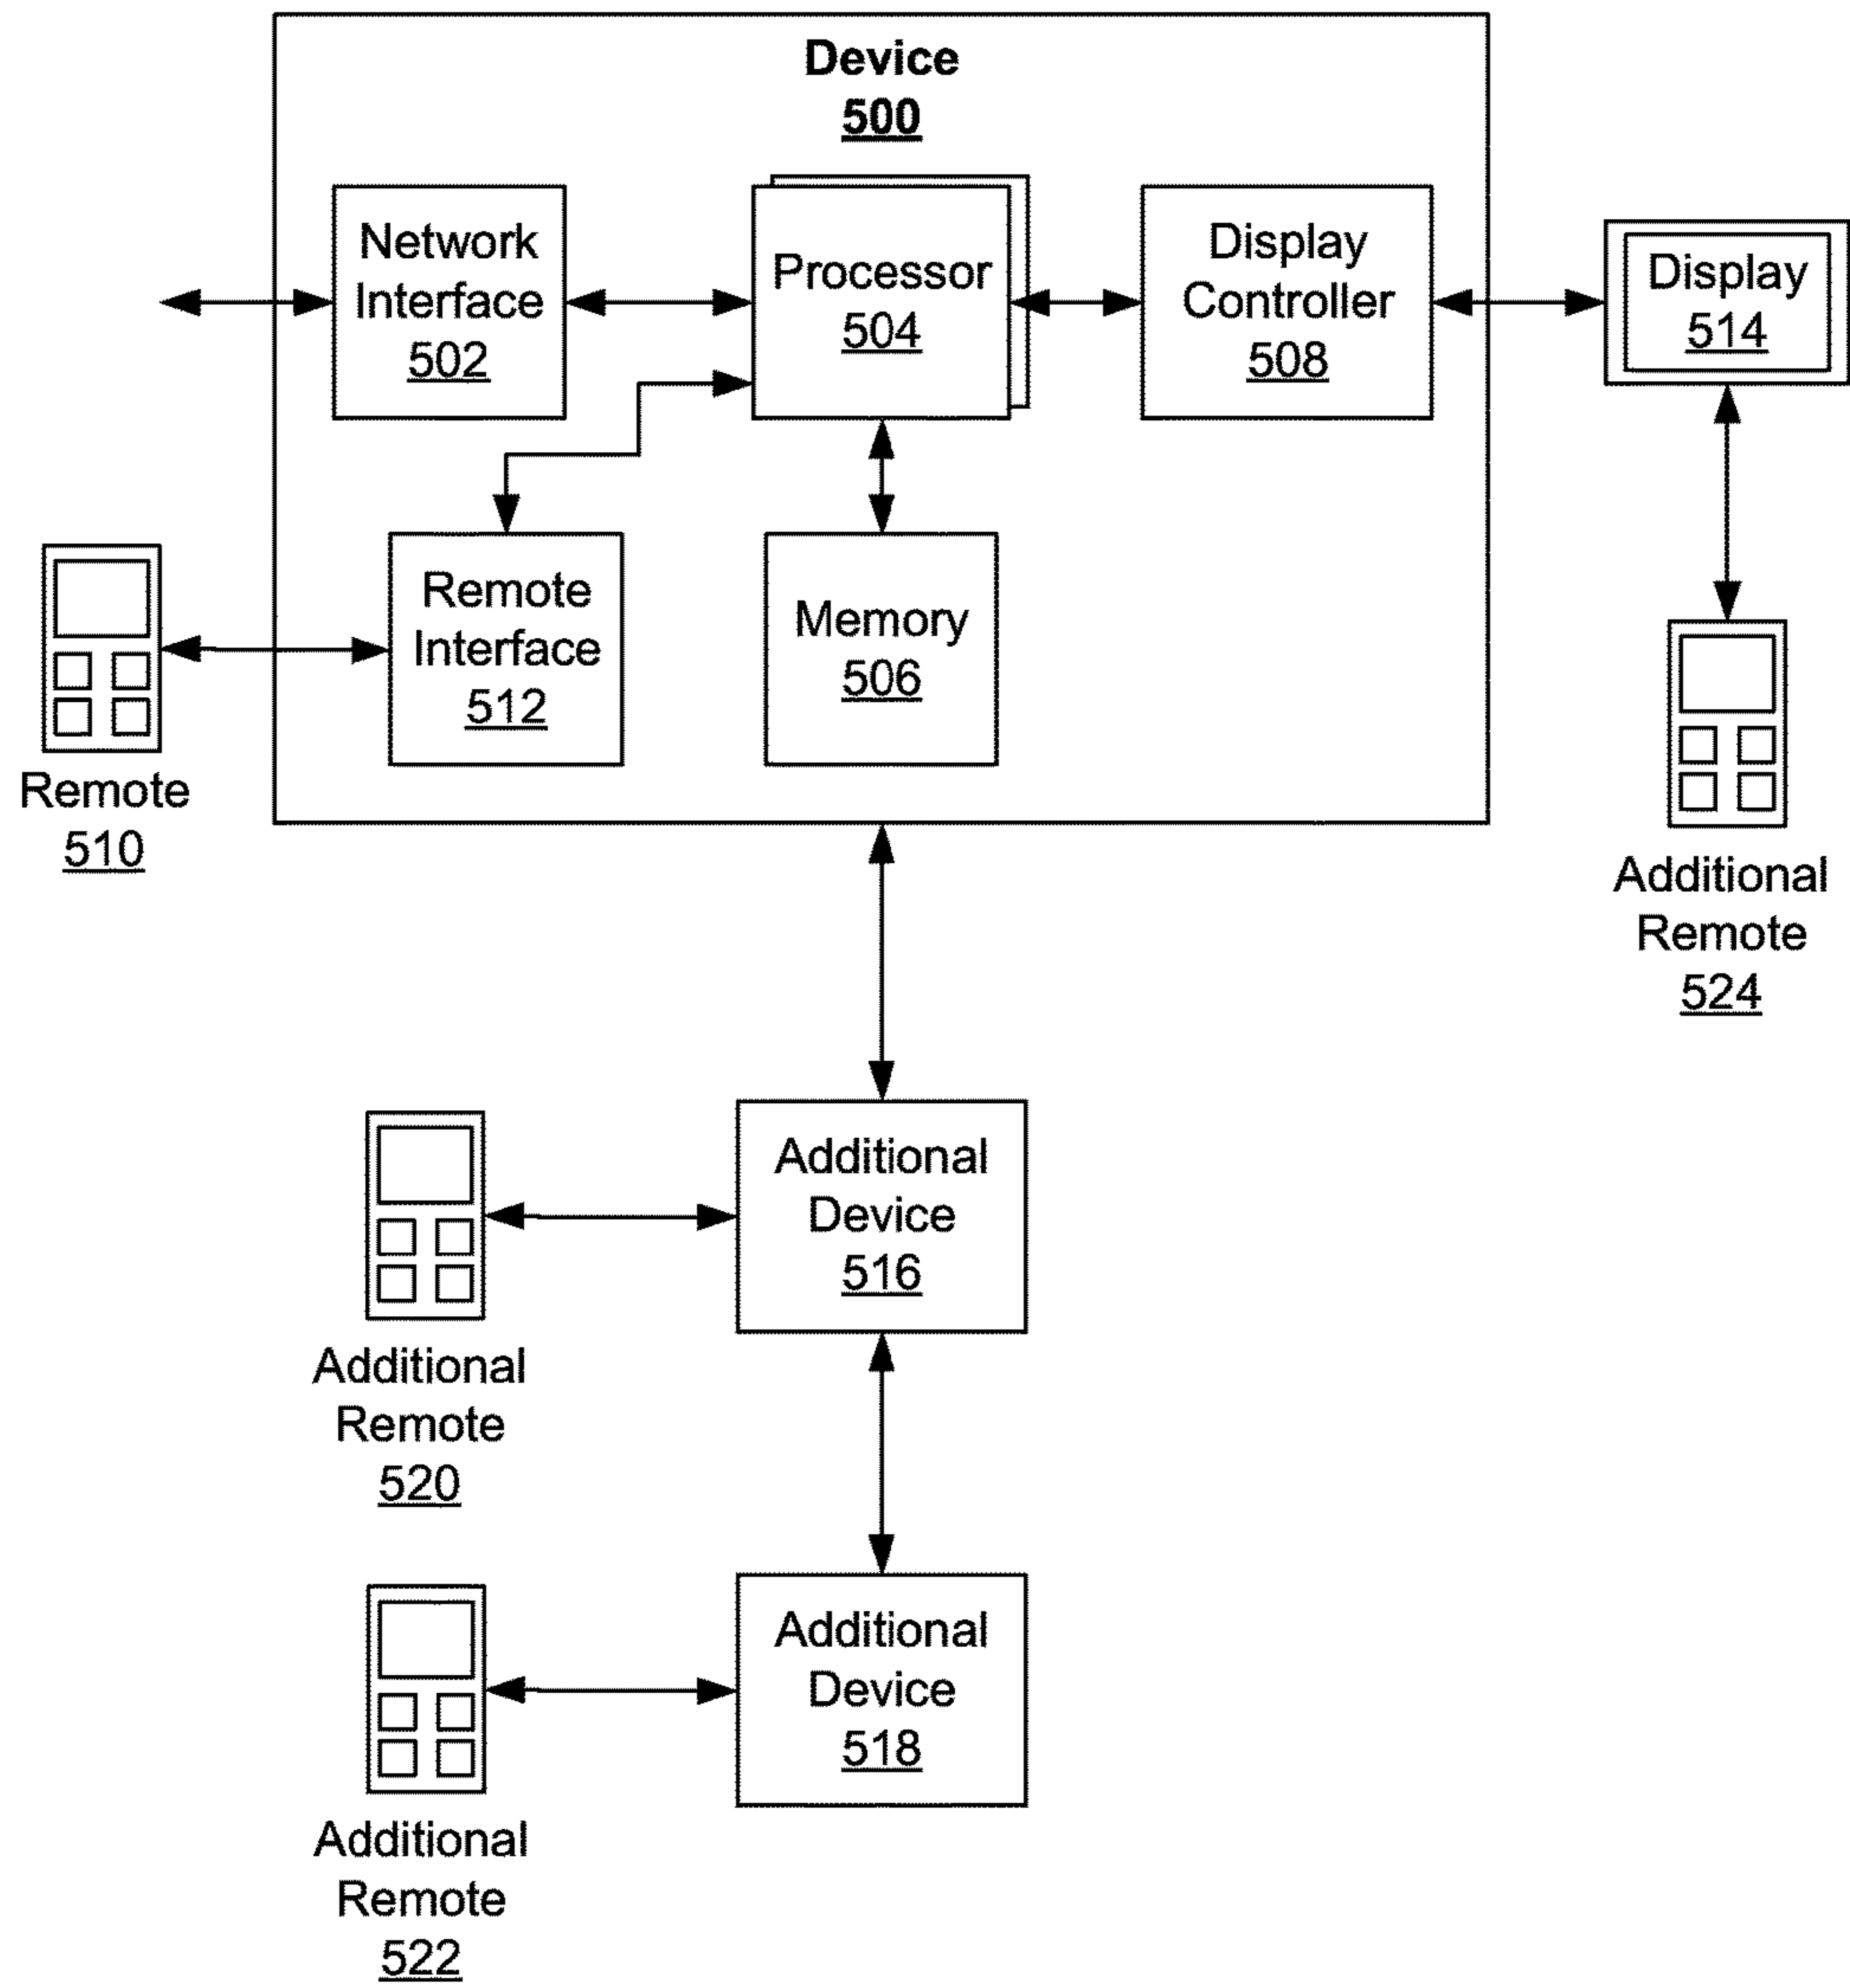 Device
500
Network
Interface
502
Processor
504
Display
Controller
508
Display
514
Remote
Interface
512
Memory
506
Remote
510
Additional
Remote
524
Additional
Device
516
Additional
Remote
520
Additional
Device
518
Additional
Remote
522